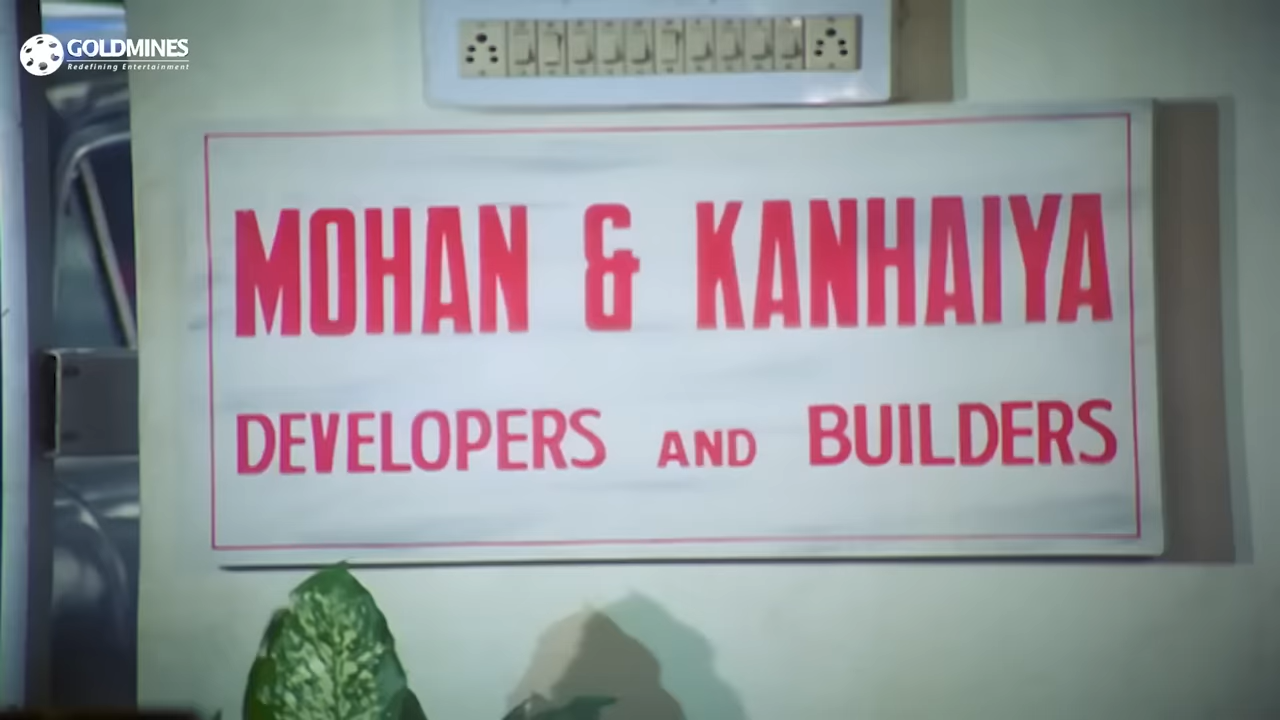 GOLDMINES
Redefining Entertainment
MOHAN & KANHAIYA
DEVELOPERS AND BUILDERS